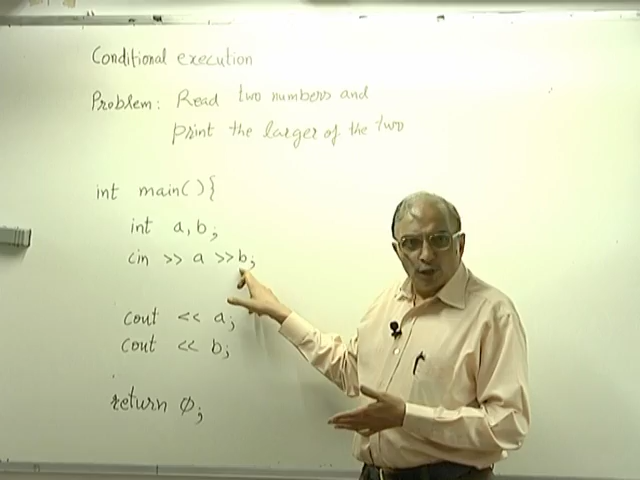 Conditional execution
Problem: Read two numbers and
print the larger of the two
int main(){
int a,b;
cin >> a >>b;
cout << a;
cout << b;
return 0;